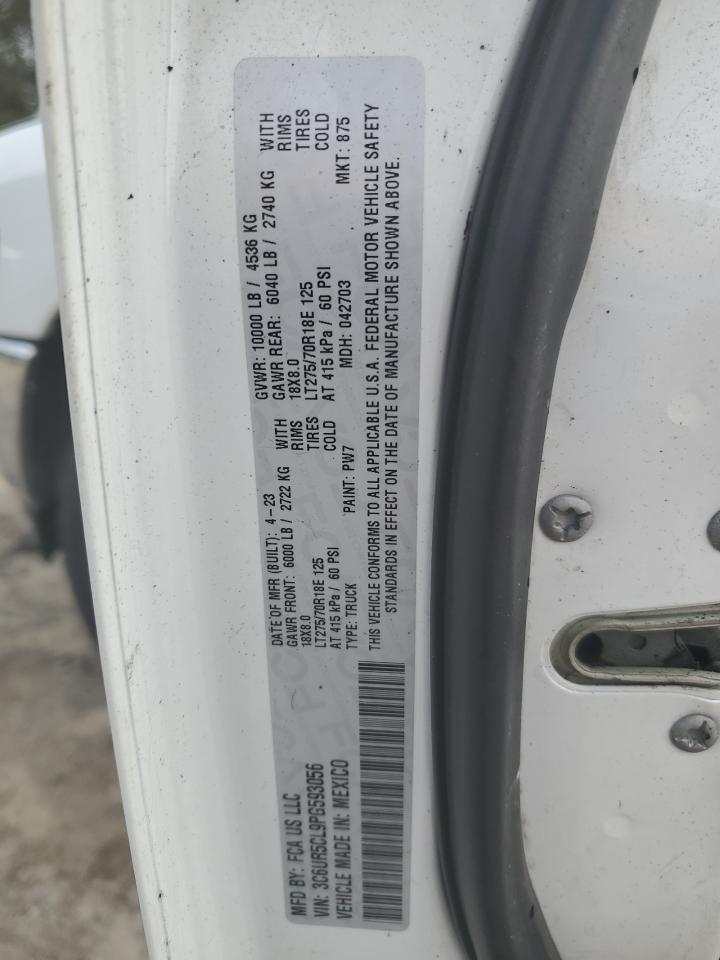 MFD BY: FCA US LLC
DATE OF MFR (BUILT): 4-23
GVWR: 10000 LB / 4536 KG
GAWR FRONT: 6000 LB / 2722 KG WITH
GAWR REAR: 6040 LB / 2740 KG WITH
18X8.0 RIMS
18X8.0 RIMS
LT275/70R18E 125 TIRES
LT275/70R18E 125 TIRES
AT 415 kPa / 60 PSI COLD
AT 415 kPa / 60 PSI COLD
VIN: 3C6UR5CL9PG593056
TYPE: TRUCK
PAINT: PW7
MDH: 042703
MKT: 875
VEHICLE MADE IN: MEXICO
THIS VEHICLE CONFORMS TO ALL APPLICABLE U.S.A. FEDERAL MOTOR VEHICLE SAFETY
STANDARDS IN EFFECT ON THE DATE OF MANUFACTURE SHOWN ABOVE.